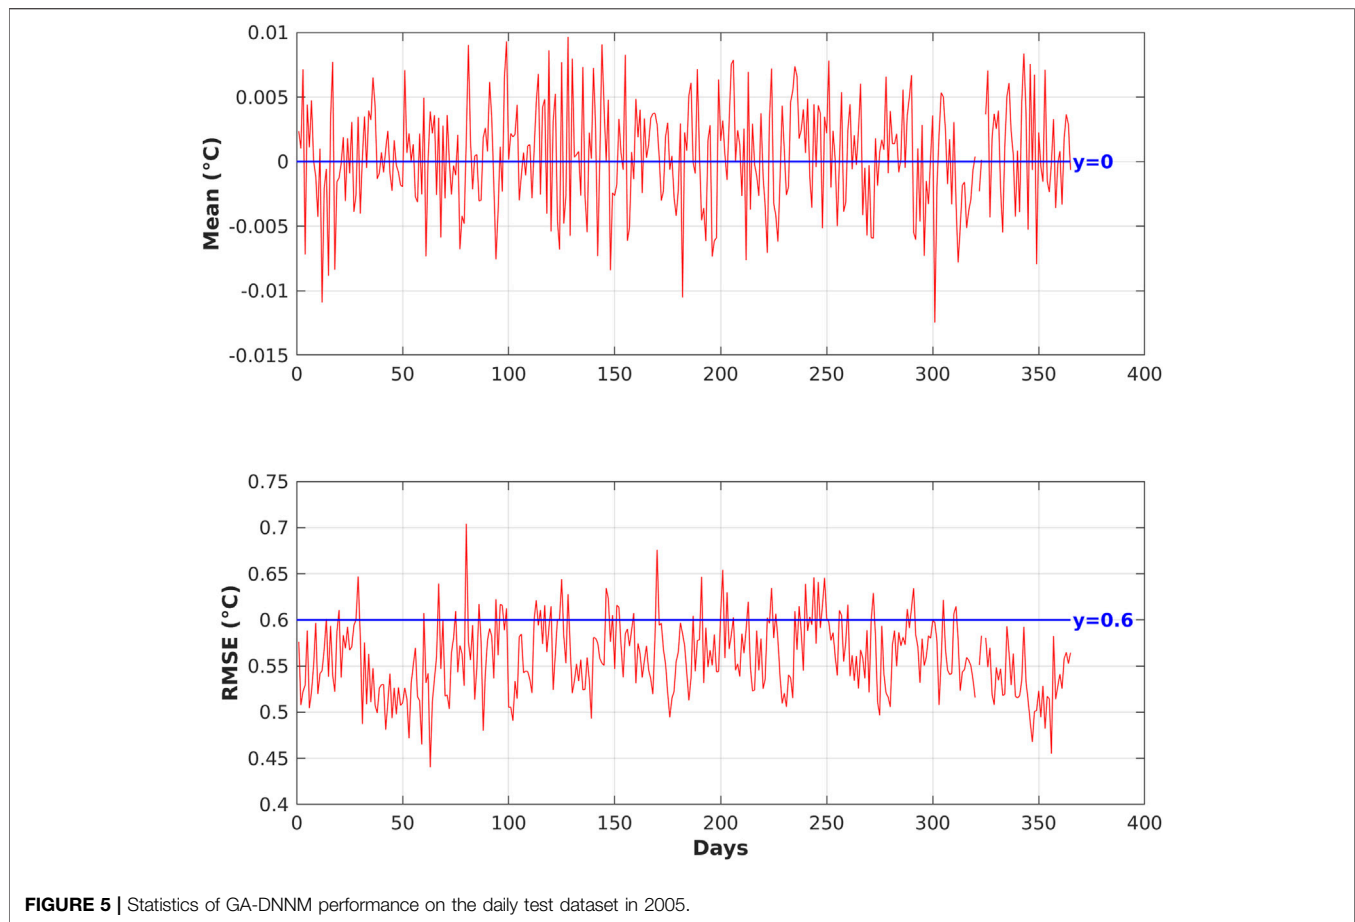 0.01
0.005
0
-0.005
-0.01
-0.015
Mean (°C)
y=0
0 50 100 150 200 250 300 350 400
0.75
0.7
0.65
0.6
0.55
0.5
0.45
0.4
RMSE (°C)
y=0.6
0 50 100 150 200 250 300 350 400
Days
FIGURE 5 | Statistics of GA-DNNM performance on the daily test dataset in 2005.